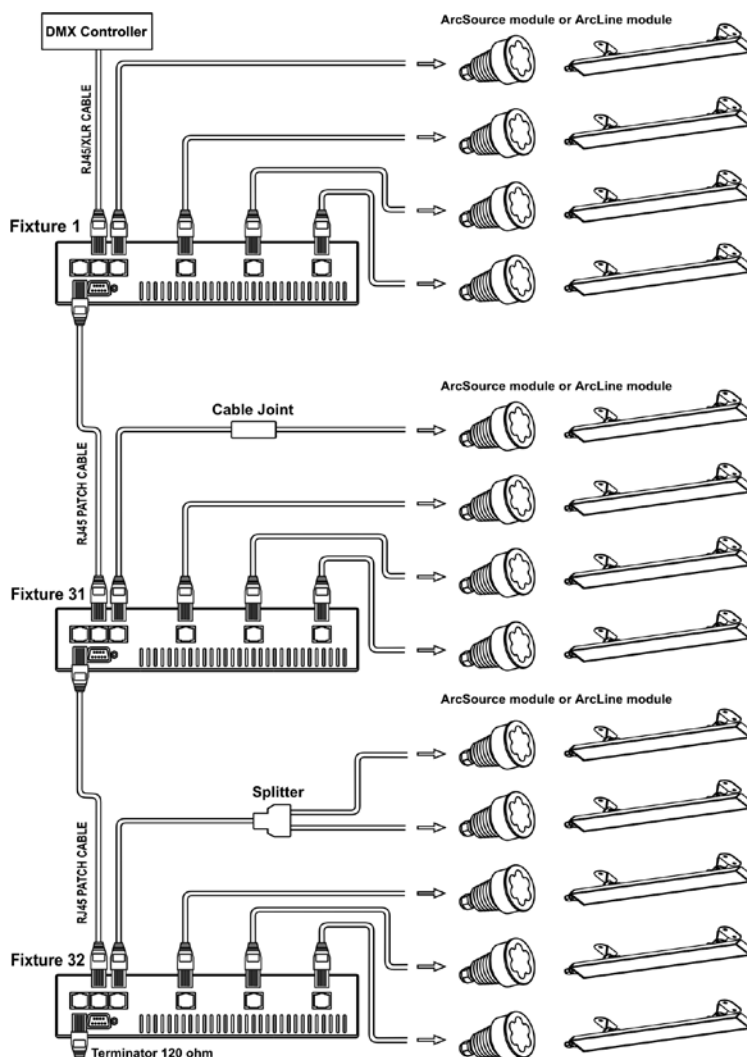 DMX Controller
ArcSource module or ArcLine module
RJ45/XLR CABLE
Fixture 1
ArcSource module or ArcLine module
Cable Joint
RJ45 PATCH CABLE
Fixture 31
ArcSource module or ArcLine module
Splitter
RJ45 PATCH CABLE
Fixture 32
Terminator 120 ohm